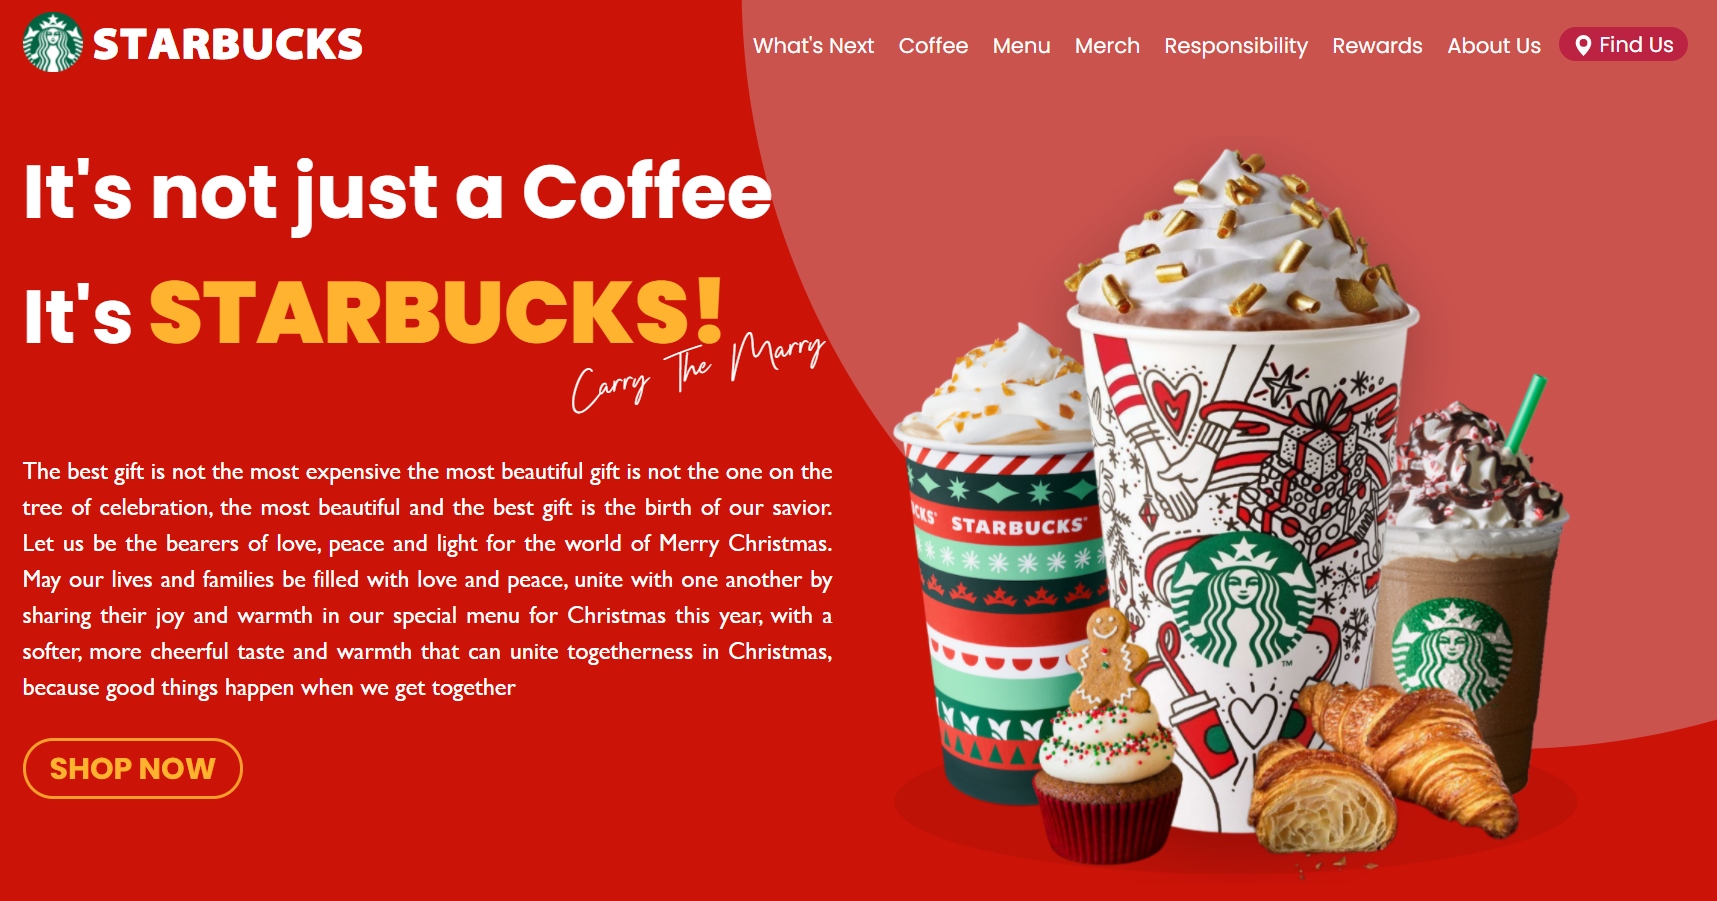 STARBUCKS
What's Next Coffee Menu Merch Responsibility Rewards About Us Find Us
It's not just a Coffee
It's STARBUCKS!
Carry The Marry
The best gift is not the most expensive the most beautiful gift is not the one on the
tree of celebration, the most beautiful and the best gift is the birth of our savior.
Let us be the bearers of love, peace and light for the world of Merry Christmas.
May our lives and families be filled with love and peace, unite with one another by
sharing their joy and warmth in our special menu for Christmas this year, with a
softer, more cheerful taste and warmth that can unite togetherness in Christmas,
because good things happen when we get together
SHOP NOW
CKS® STARBUCKS®
TM